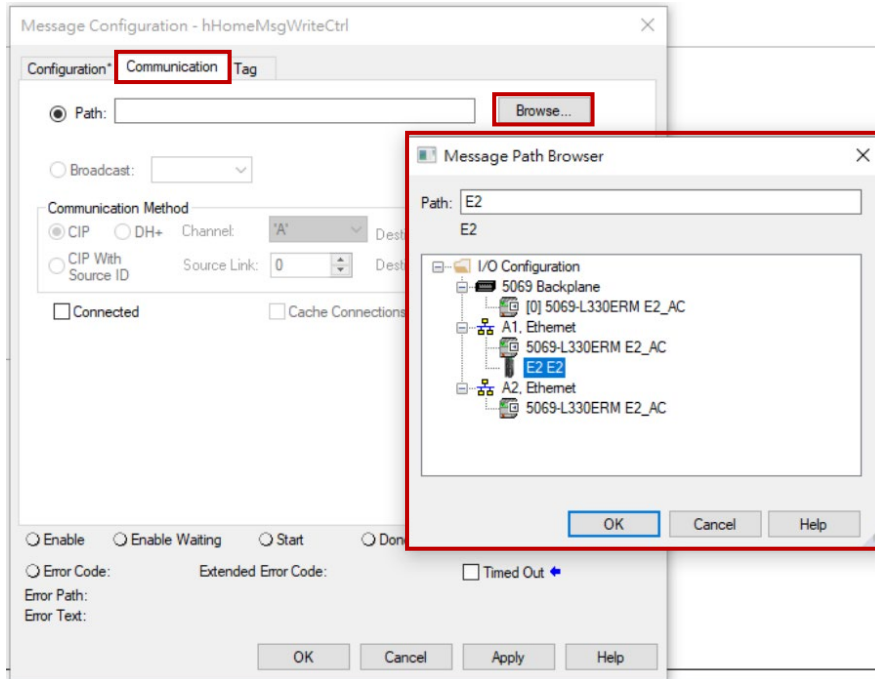 Message Configuration - hHomeMsgWriteCtrl
Configuration* Communication Tag
Path: Browse...
Broadcast:
Communication Method
CIP DH+ Channel: 'A'
CIP With Source ID Source Link: 0
Connected Cache Connections
Enable Enable Waiting Start
Error Code: Extended Error Code: Timed Out
Error Path:
Error Text:
OK Cancel Apply Help
Message Path Browser
Path: E2
E2
I/O Configuration
5069 Backplane
[0] 5069-L330ERM E2_AC
A1, Ethernet
5069-L330ERM E2_AC
E2 E2
A2, Ethernet
5069-L330ERM E2_AC
OK Cancel Help